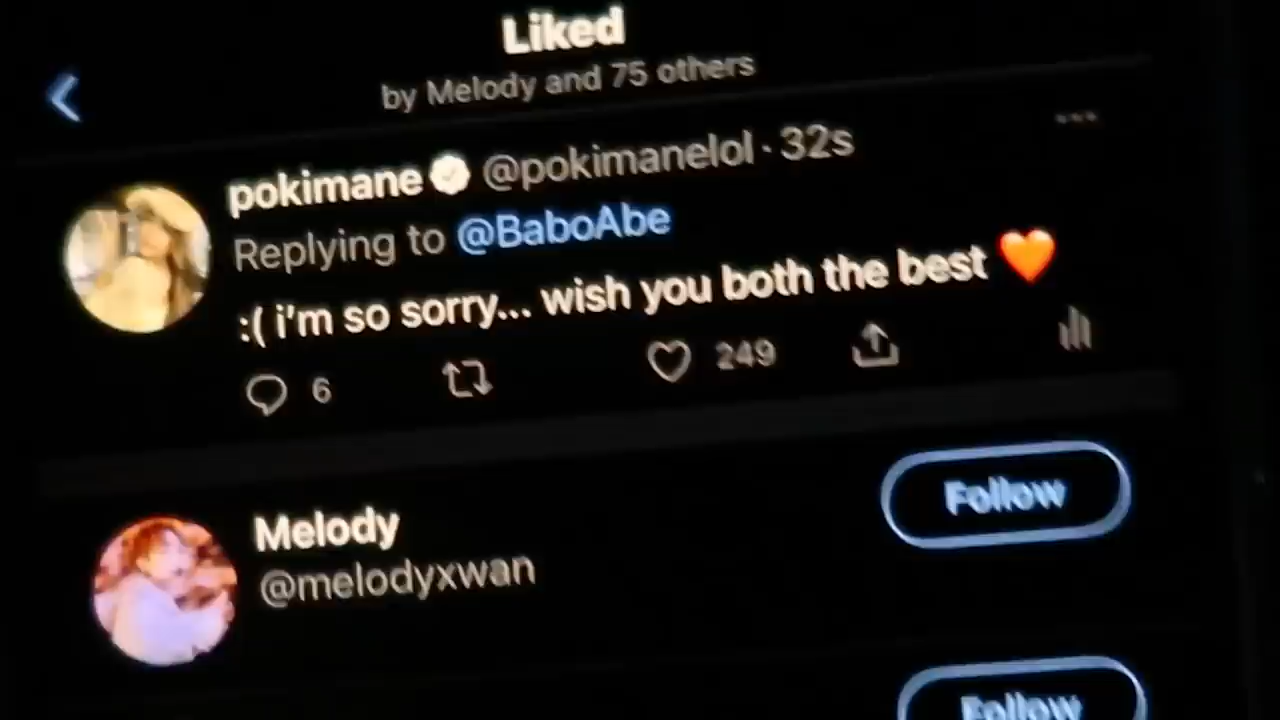 Liked
by Melody and 75 others
pokimane @pokimanelol · 32s
Replying to @BaboAbe
:( i'm so sorry... wish you both the best 🧡
6 249
Follow
Melody
@melodyxwan
Follow